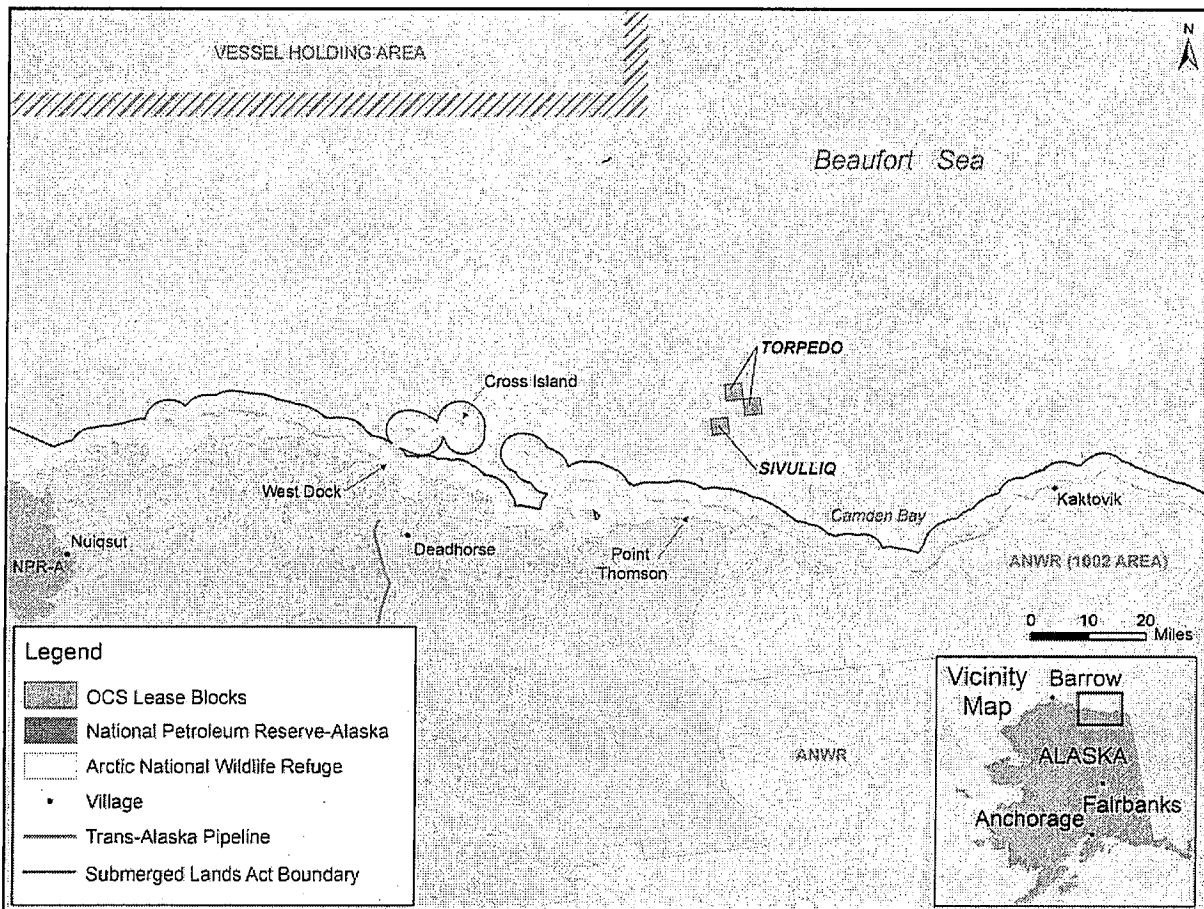 VESSEL HOLDING AREA
N
Beaufort Sea
TORPEDO
Cross Island
SIVULLIQ
West Dock
Kaktovik
Camden Bay
Nuiqsut
Deadhorse
Point
Thomson
NPR-A
ANWR (1002 AREA)
0 10 20
Miles
Legend
OCS Lease Blocks
National Petroleum Reserve-Alaska
Arctic National Wildlife Refuge
Village
Trans-Alaska Pipeline
Submerged Lands Act Boundary
ANWR
Vicinity
Map
Barrow
ALASKA
Fairbanks
Anchorage